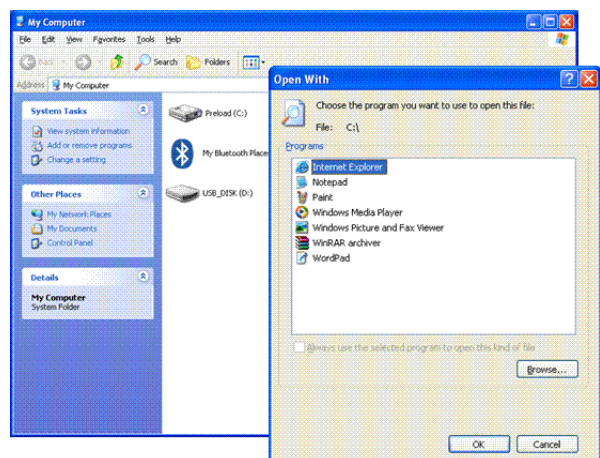 My Computer
File Edit View Favorites Tools Help
Back Search Folders
Address My Computer
System Tasks
View system information
Add or remove programs
Change a setting
Other Places
My Network Places
My Documents
Control Panel
Details
My Computer
System Folder
Preload (C:)
My Bluetooth Place
USB_DISK (D:)
Open With
Choose the program you want to use to open this file:
File: C:\
Programs
Internet Explorer
Notepad
Paint
Windows Media Player
Windows Picture and Fax Viewer
WinRAR archiver
WordPad
Always use the selected program to open this kind of file
Browse...
OK Cancel